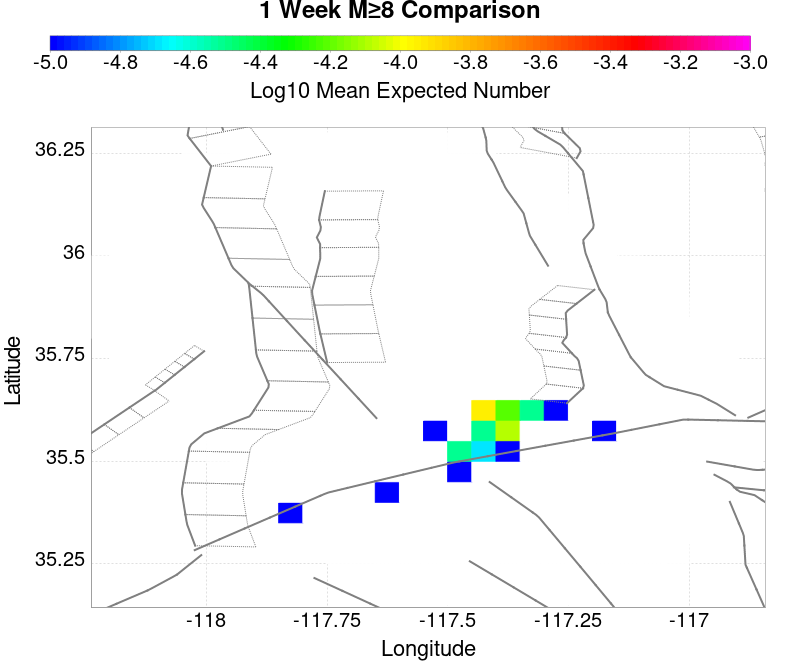 1 Week M≥8 Comparison
-5.0 -4.8 -4.6 -4.4 -4.2 -4.0 -3.8 -3.6 -3.4 -3.2 -3.0
Log10 Mean Expected Number
36.25
36
35.75
35.5
35.25
Latitude
-118 -117.75 -117.5 -117.25 -117
Longitude